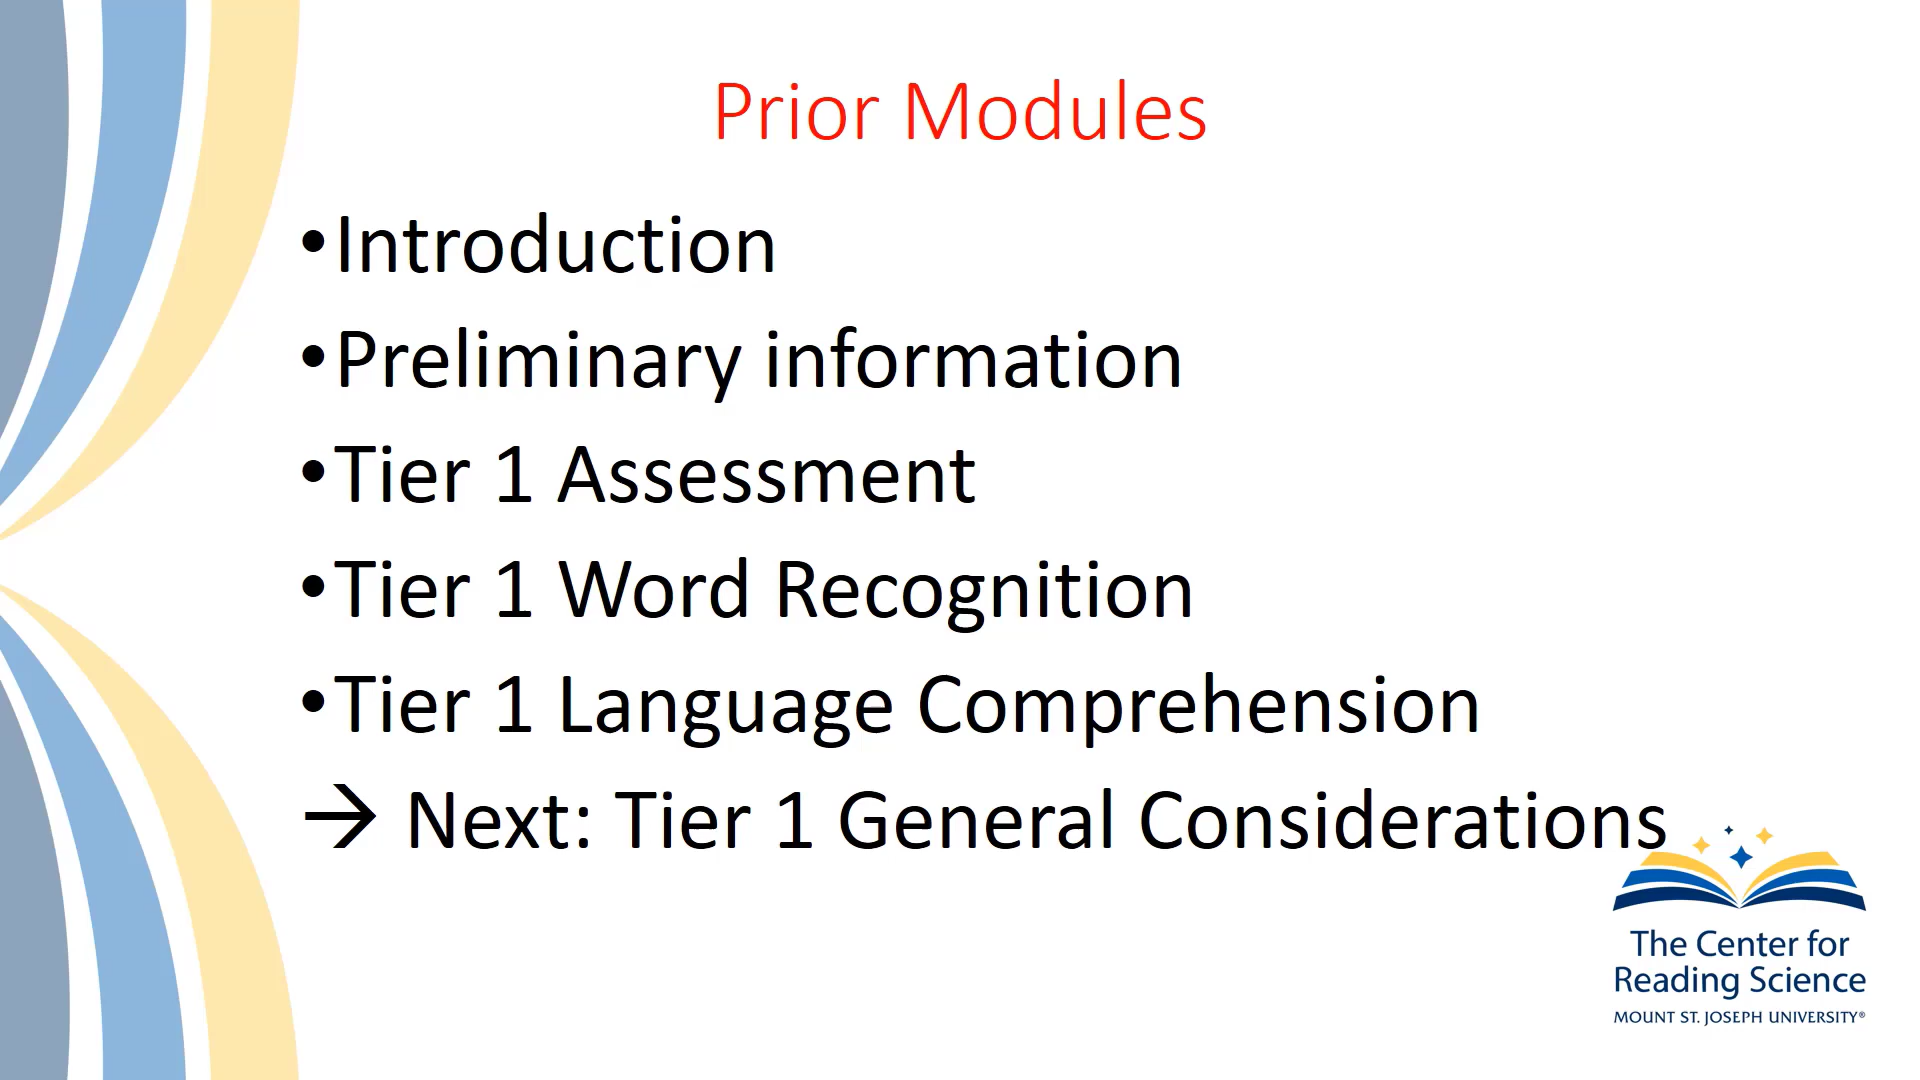 Prior Modules
•Introduction
•Preliminary information
•Tier 1 Assessment
•Tier 1 Word Recognition
•Tier 1 Language Comprehension
→ Next: Tier 1 General Considerations
The Center for
Reading Science
MOUNT ST. JOSEPH UNIVERSITY®